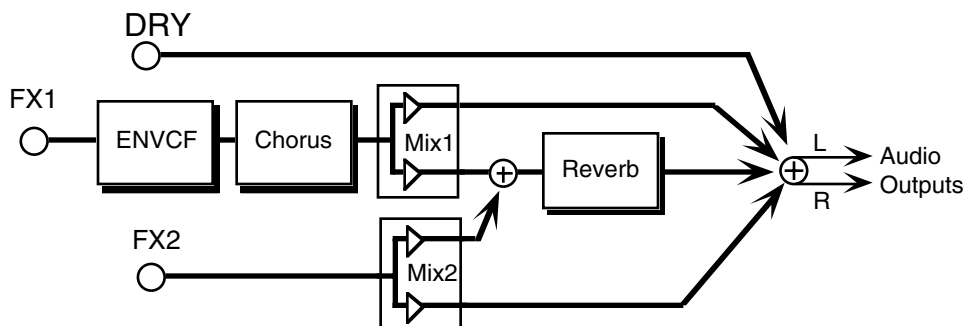 DRY
FX1
ENVCF
Chorus
Mix1
Reverb
L
R
Audio
Outputs
FX2
Mix2